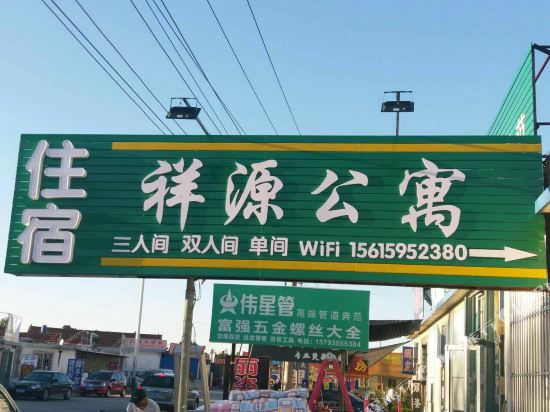 住宿
祥源公寓
三人间 双人间 单间 WiFi 15615952380
伟星管 高端管道典范
富强五金螺丝大全